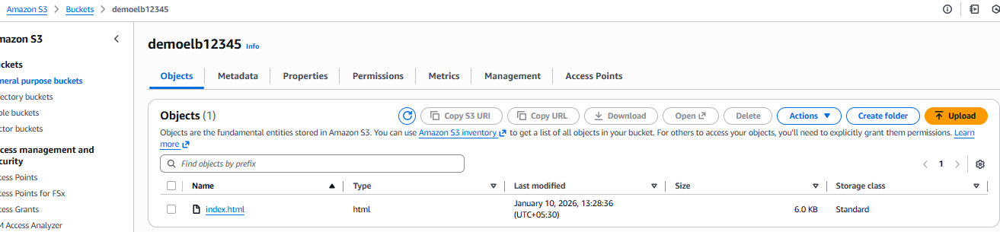 Amazon S3 > Buckets > demoelb12345
mazon S3
demoelb12345 Info
uckets
neral purpose buckets
rectory buckets
ble buckets
ctor buckets
ccess management and
curity
cess Points
cess Points for FSx
cess Grants
M Access Analyzer
Objects Metadata Properties Permissions Metrics Management Access Points
Objects (1)
Copy S3 URI Copy URL Download Open Delete Actions Create folder Upload
Objects are the fundamental entities stored in Amazon S3. You can use Amazon S3 inventory to get a list of all objects in your bucket. For others to access your objects, you'll need to explicitly grant them permissions. Learn
more
Find objects by prefix
1
Name Type Last modified Size Storage class
index.html html January 10, 2026, 13:28:36 6.0 KB Standard
(UTC+05:30)